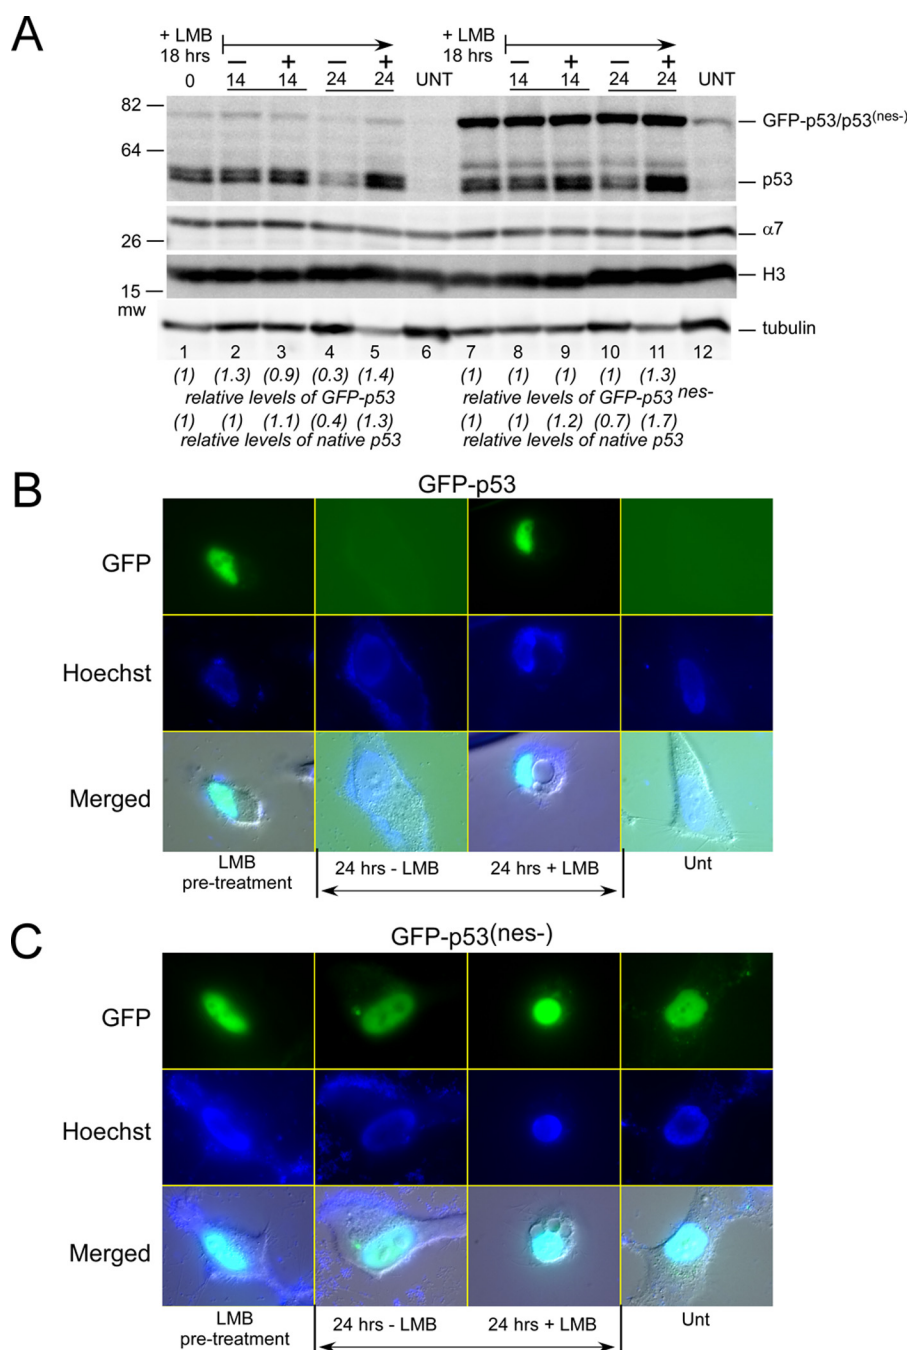 A
+ LMB
18 hrs
+ LMB
18 hrs
− + − + − + − +
0 14 14 24 24 UNT 14 14 24 24 UNT
82
GFP-p53/p53(nes-)
64
p53
α7
26
H3
15
mw
tubulin
1 2 3 4 5 6 7 8 9 10 11 12
(1) (1.3) (0.9) (0.3) (1.4) (1) (1) (1) (1) (1.3)
relative levels of GFP-p53 relative levels of GFP-p53 nes-
(1) (1) (1.1) (0.4) (1.3) (1) (1) (1.2) (0.7) (1.7)
relative levels of native p53 relative levels of native p53
B
GFP-p53
GFP
Hoechst
Merged
LMB
pre-treatment
24 hrs - LMB 24 hrs + LMB Unt
C
GFP-p53(nes-)
GFP
Hoechst
Merged
LMB
pre-treatment
24 hrs - LMB 24 hrs + LMB Unt